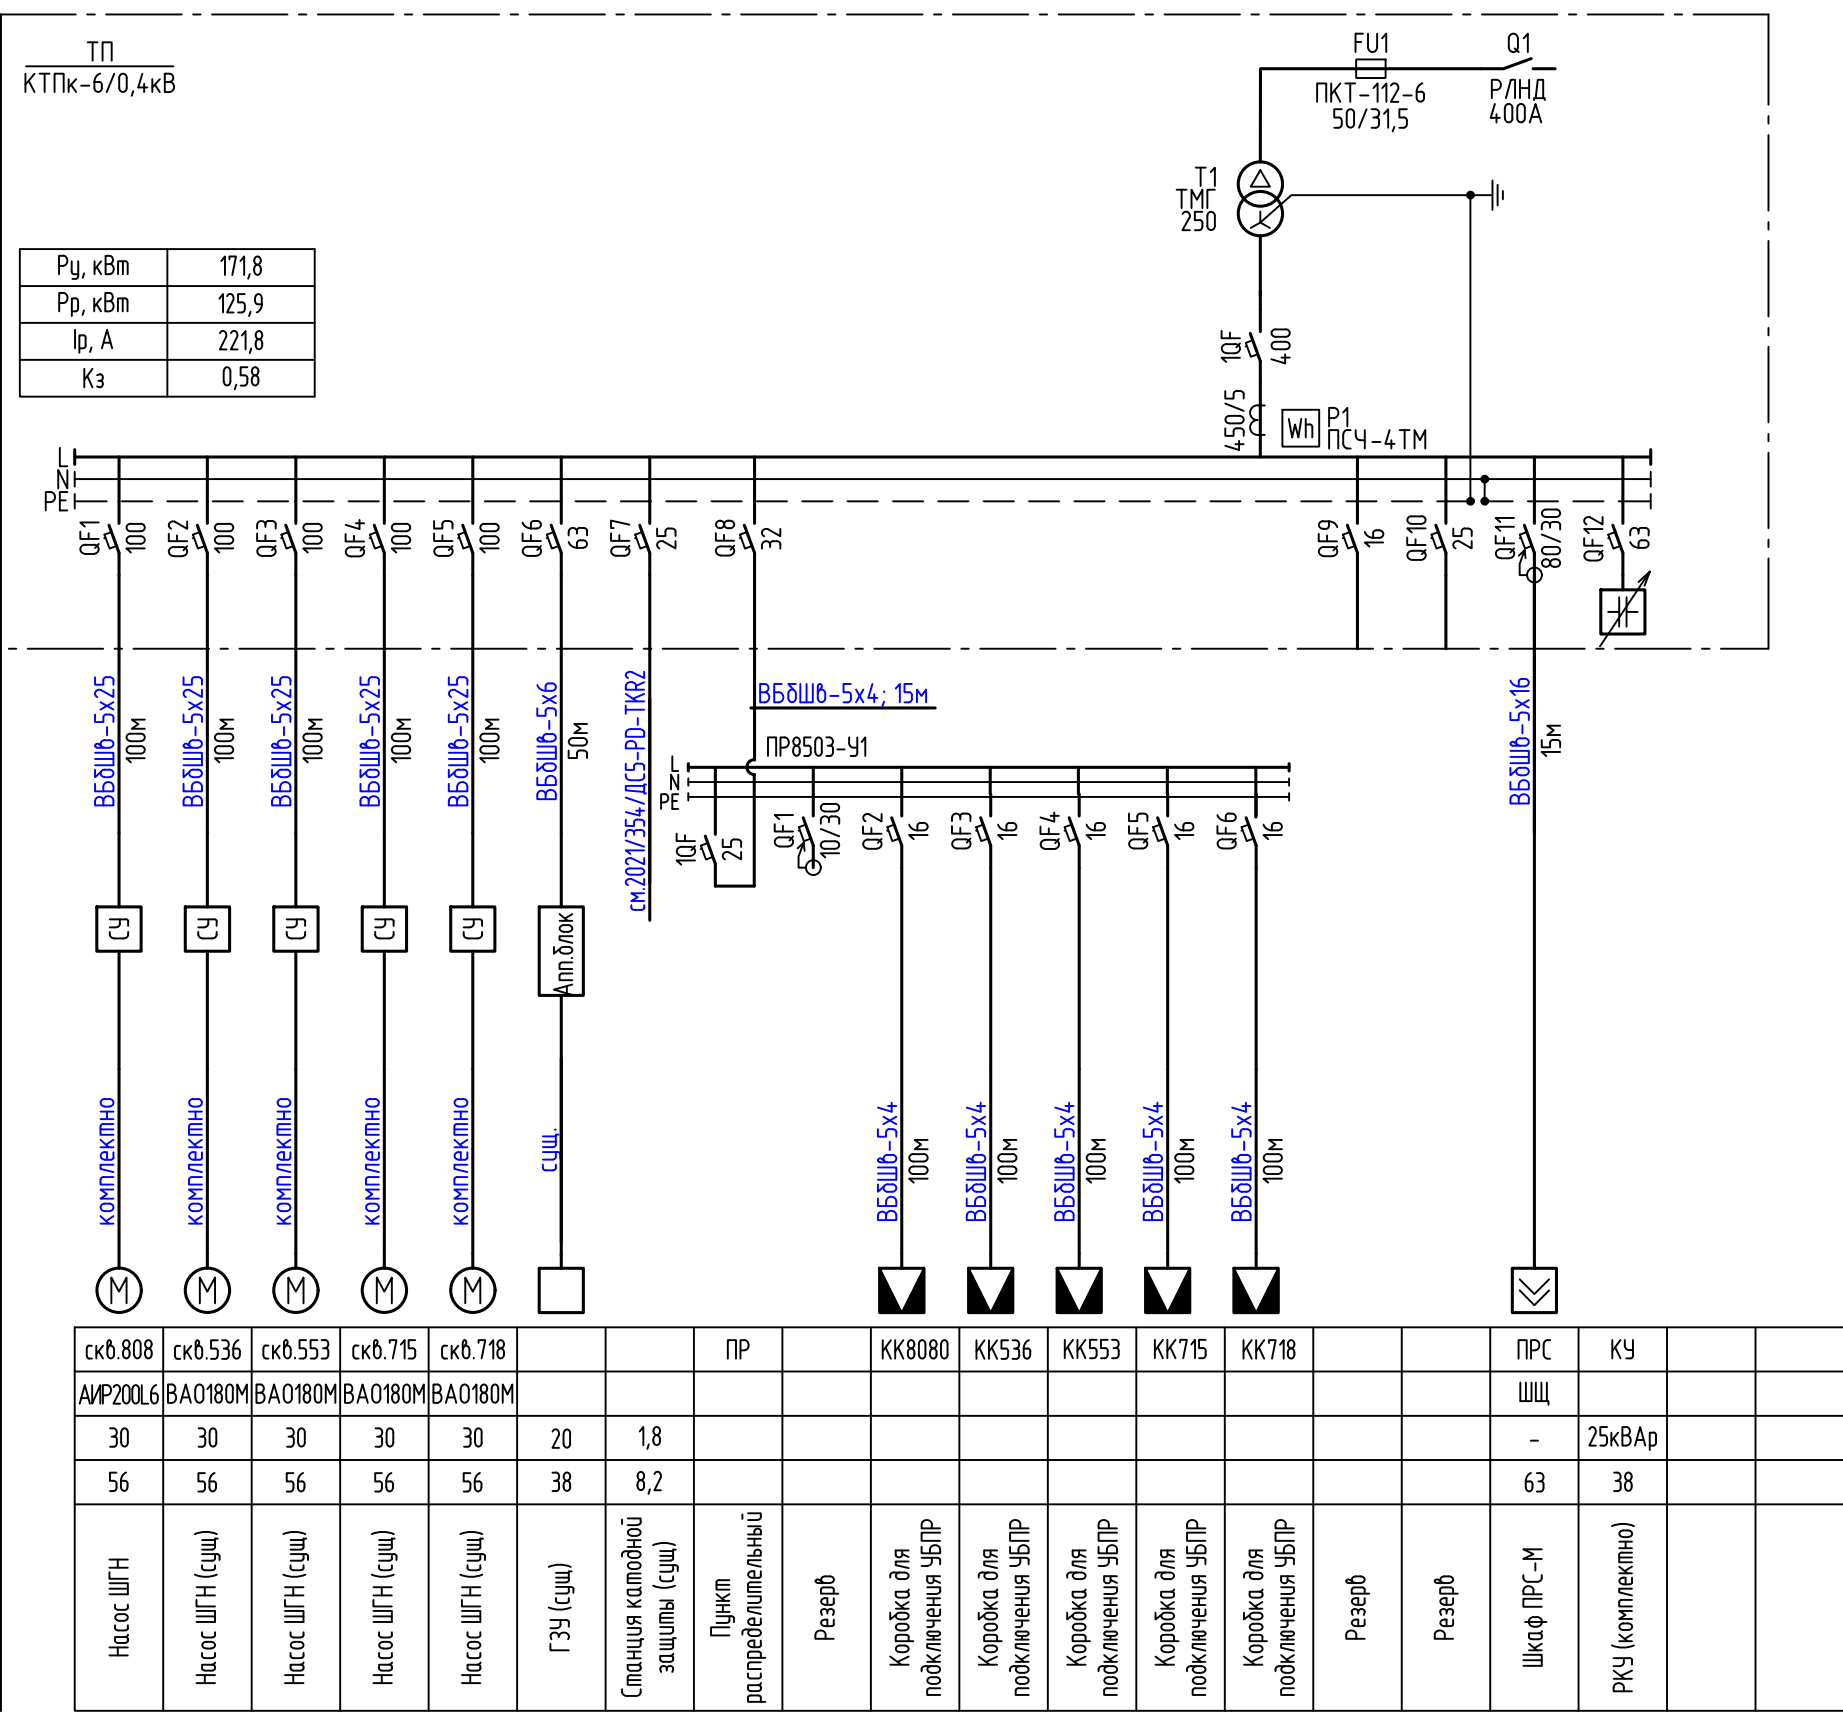 ТП
КТПк-6/0,4кВ
FU1
Q1
ПКТ-112-6
50/31,5
РЛНД
400А
Т1
ТМГ
250
Ру, кВт 171,8
Рр, кВт 125,9
Iр, А 221,8
Кз 0,58
1QF
400
450/5
Wh
Р1
ПСЧ-4ТМ
L
N
PE
QF1 100
QF2 100
QF3 100
QF4 100
QF5 100
QF6 63
QF7 25
QF8 32
QF9 16
QF10 25
QF11 80/30
QF12 63
ВБбШв-5х25
100м
ВБбШв-5х25
100м
ВБбШв-5х25
100м
ВБбШв-5х25
100м
ВБбШв-5х25
100м
ВБбШв-5х6
50м
см.2021/354/ДС5-PD-TKR2
ВБбШв-5х4; 15м
ВБбШв-5х16
15м
ПР8503-У1
L
N
PE
1QF 25
QF1 10/30
QF2 16
QF3 16
QF4 16
QF5 16
QF6 16
СУ
СУ
СУ
СУ
СУ
Апп.блок
комплектно
комплектно
комплектно
комплектно
комплектно
сущ.
ВБбШв-5х4
100м
ВБбШв-5х4
100м
ВБбШв-5х4
100м
ВБбШв-5х4
100м
ВБбШв-5х4
100м
М М М М М
скв.808 скв.536 скв.553 скв.715 скв.718 ПР КК8080 КК536 КК553 КК715 КК718 ПРС КУ
АИР200L6 ВАО180М ВАО180М ВАО180М ВАО180М ШЩ
30 30 30 30 30 20 1,8 - 25кВАр
56 56 56 56 56 38 8,2 63 38
Насос ШГН
Насос ШГН (сущ)
Насос ШГН (сущ)
Насос ШГН (сущ)
Насос ШГН (сущ)
ГЗУ (сущ)
Станция катодной
защиты (сущ)
Пункт
распределительный
Резерв
Коробка для
подключения УБПР
Коробка для
подключения УБПР
Коробка для
подключения УБПР
Коробка для
подключения УБПР
Коробка для
подключения УБПР
Резерв
Резерв
Шкаф ПРС-М
РКУ (комплектно)